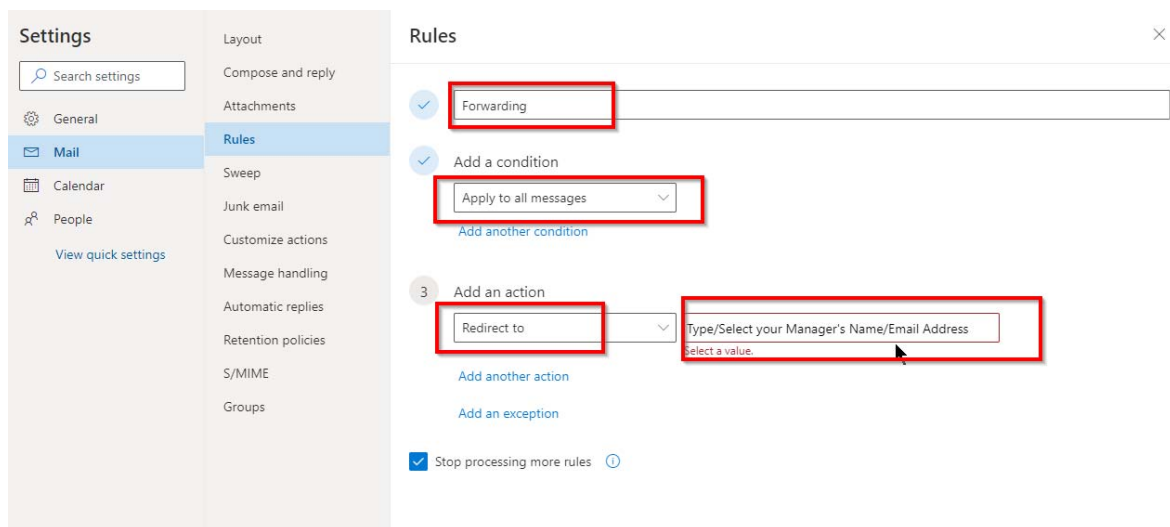 Settings
Search settings
General
Mail
Calendar
People
View quick settings
Layout
Compose and reply
Attachments
Rules
Sweep
Junk email
Customize actions
Message handling
Automatic replies
Retention policies
S/MIME
Groups
Rules
Forwarding
Add a condition
Apply to all messages
Add another condition
3 Add an action
Redirect to
Type/Select your Manager's Name/Email Address
Select a value.
Add another action
Add an exception
Stop processing more rules